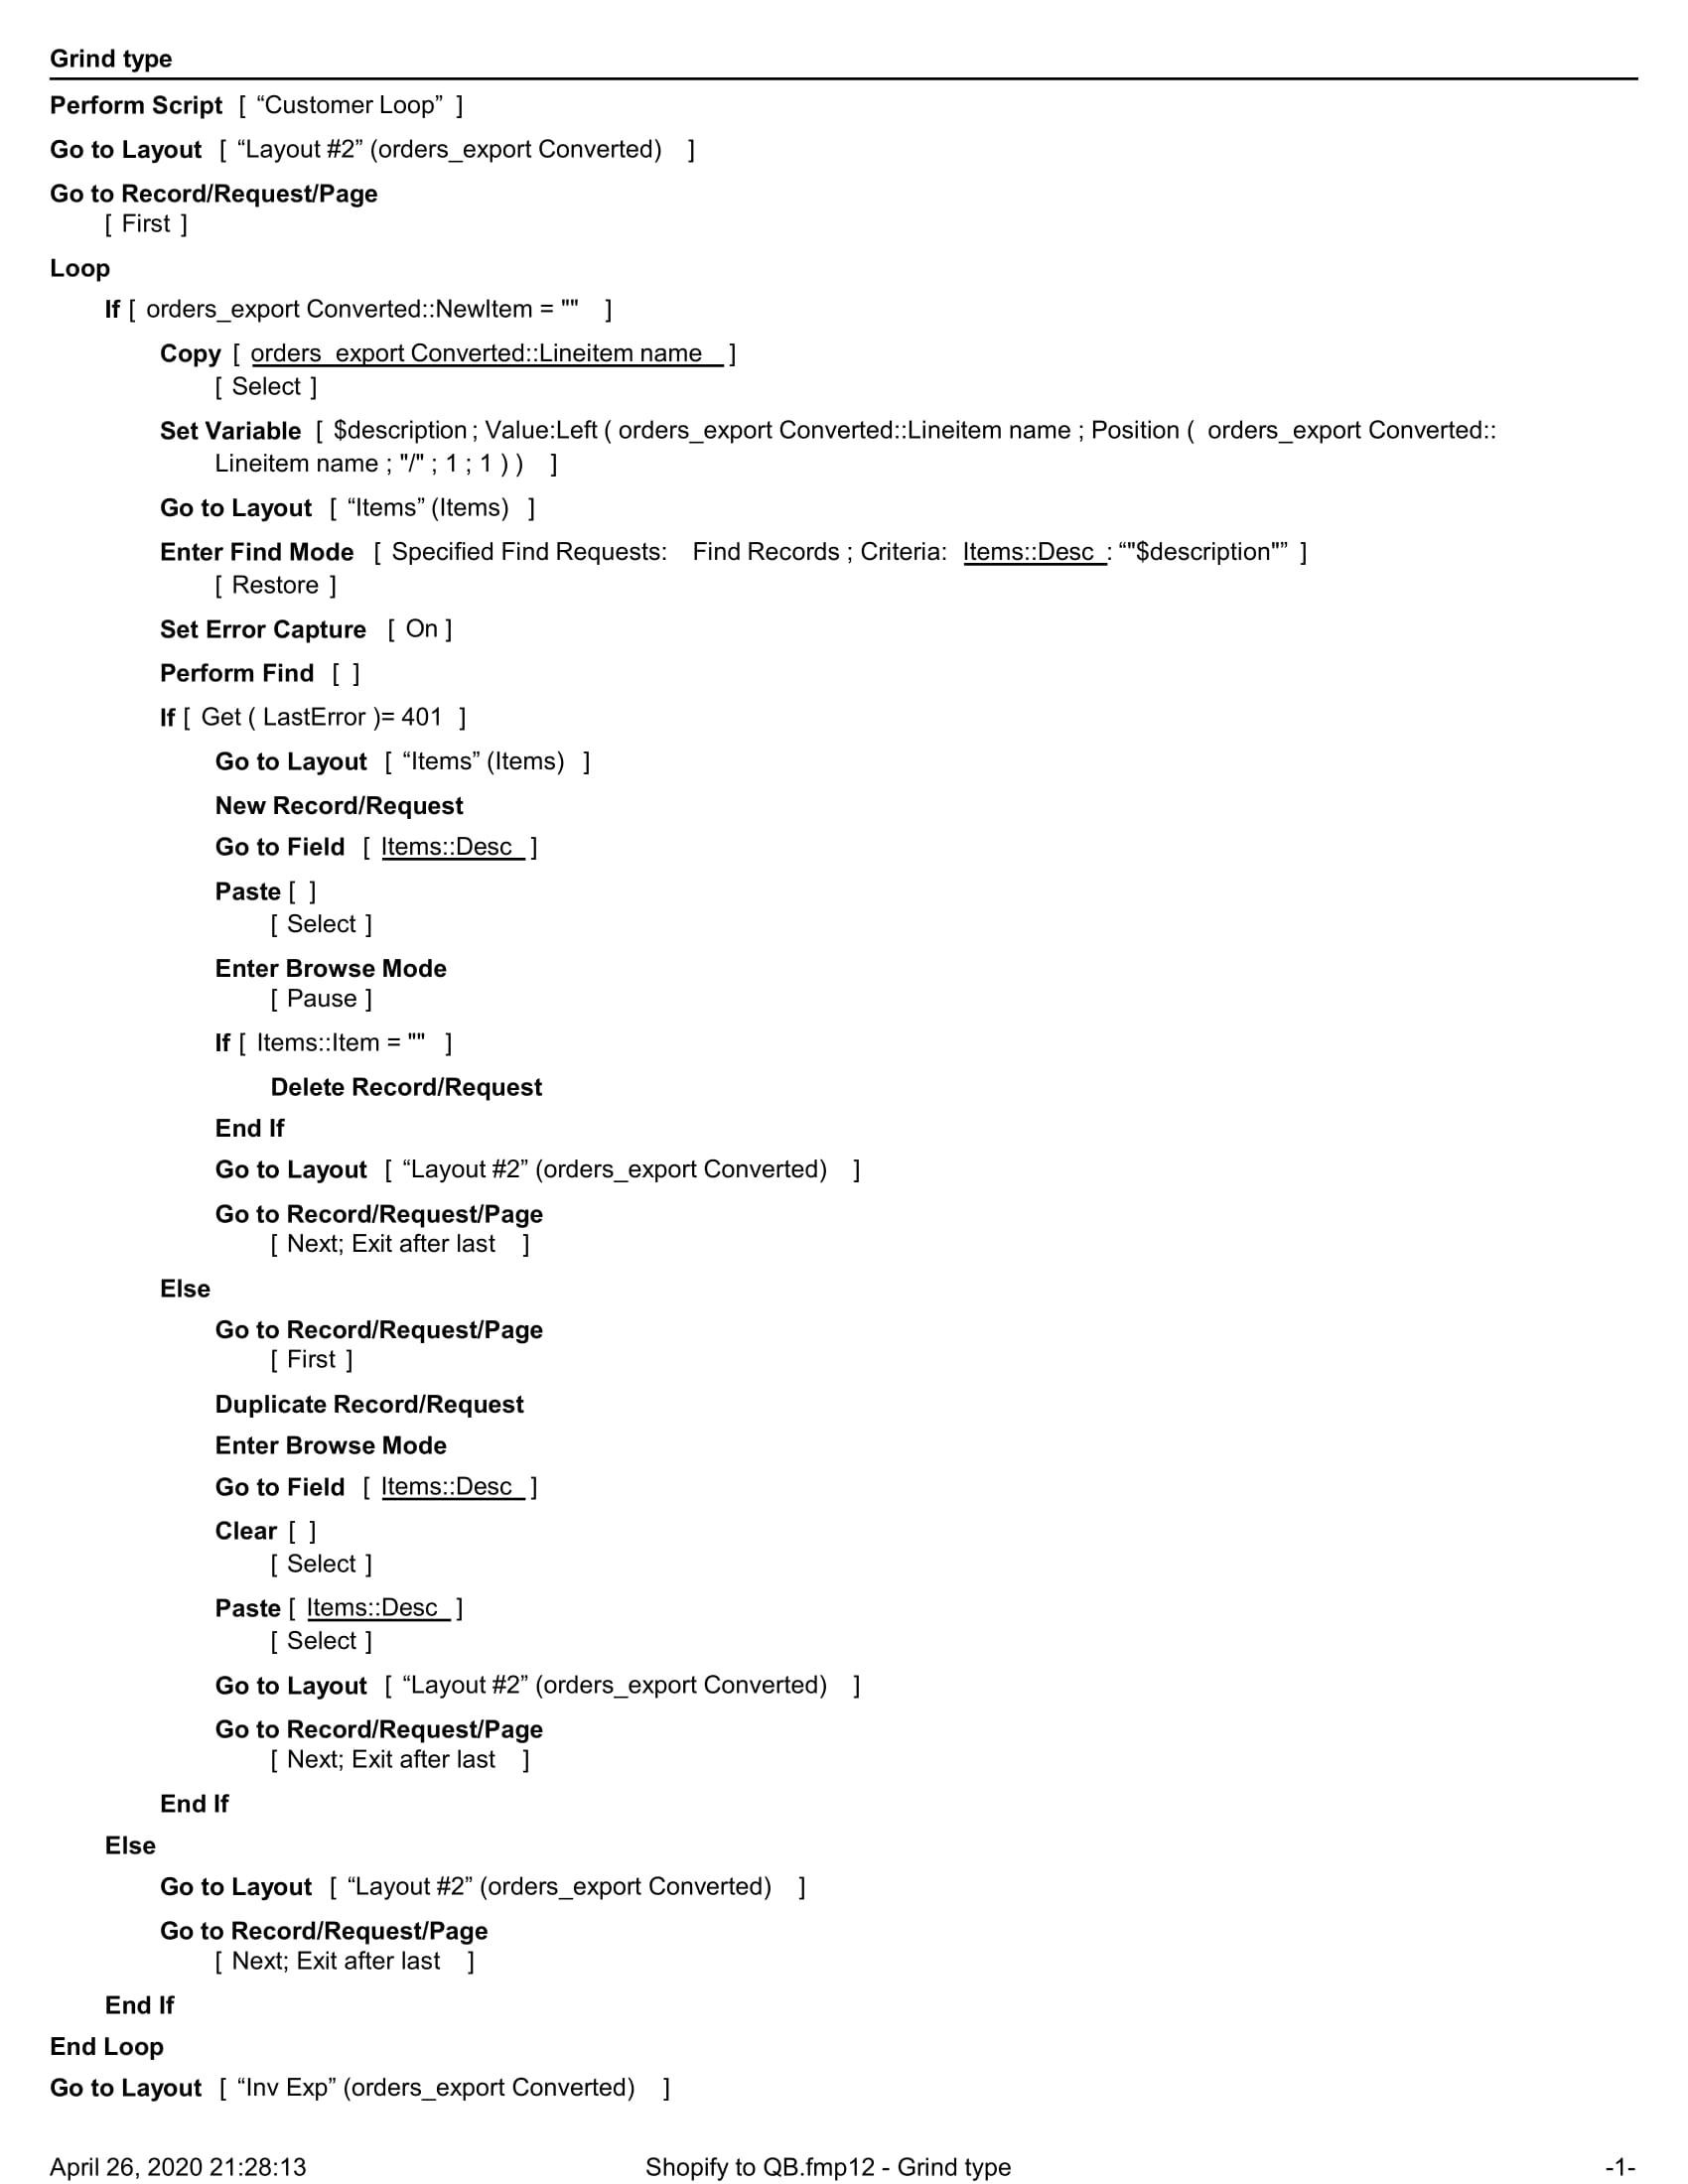 Grind type
Perform Script [ “Customer Loop” ]
Go to Layout [ “Layout #2” (orders_export Converted) ]
Go to Record/Request/Page
[ First ]
Loop
If [ orders_export Converted::NewItem = "" ]
Copy [ orders_export Converted::Lineitem name ]
[ Select ]
Set Variable [ $description; Value:Left ( orders_export Converted::Lineitem name ; Position ( orders_export Converted::
Lineitem name ; "/" ; 1 ; 1 ) ) ]
Go to Layout [ “Items” (Items) ]
Enter Find Mode [ Specified Find Requests: Find Records ; Criteria: Items::Desc : “"$description"” ]
[ Restore ]
Set Error Capture [ On ]
Perform Find [ ]
If [ Get ( LastError )= 401 ]
Go to Layout [ “Items” (Items) ]
New Record/Request
Go to Field [ Items::Desc ]
Paste [ ]
[ Select ]
Enter Browse Mode
[ Pause ]
If [ Items::Item = "" ]
Delete Record/Request
End If
Go to Layout [ “Layout #2” (orders_export Converted) ]
Go to Record/Request/Page
[ Next; Exit after last ]
Else
Go to Record/Request/Page
[ First ]
Duplicate Record/Request
Enter Browse Mode
Go to Field [ Items::Desc ]
Clear [ ]
[ Select ]
Paste [ Items::Desc ]
[ Select ]
Go to Layout [ “Layout #2” (orders_export Converted) ]
Go to Record/Request/Page
[ Next; Exit after last ]
End If
Else
Go to Layout [ “Layout #2” (orders_export Converted) ]
Go to Record/Request/Page
[ Next; Exit after last ]
End If
End Loop
Go to Layout [ “Inv Exp” (orders_export Converted) ]
April 26, 2020 21:28:13 Shopify to QB.fmp12 - Grind type -1-